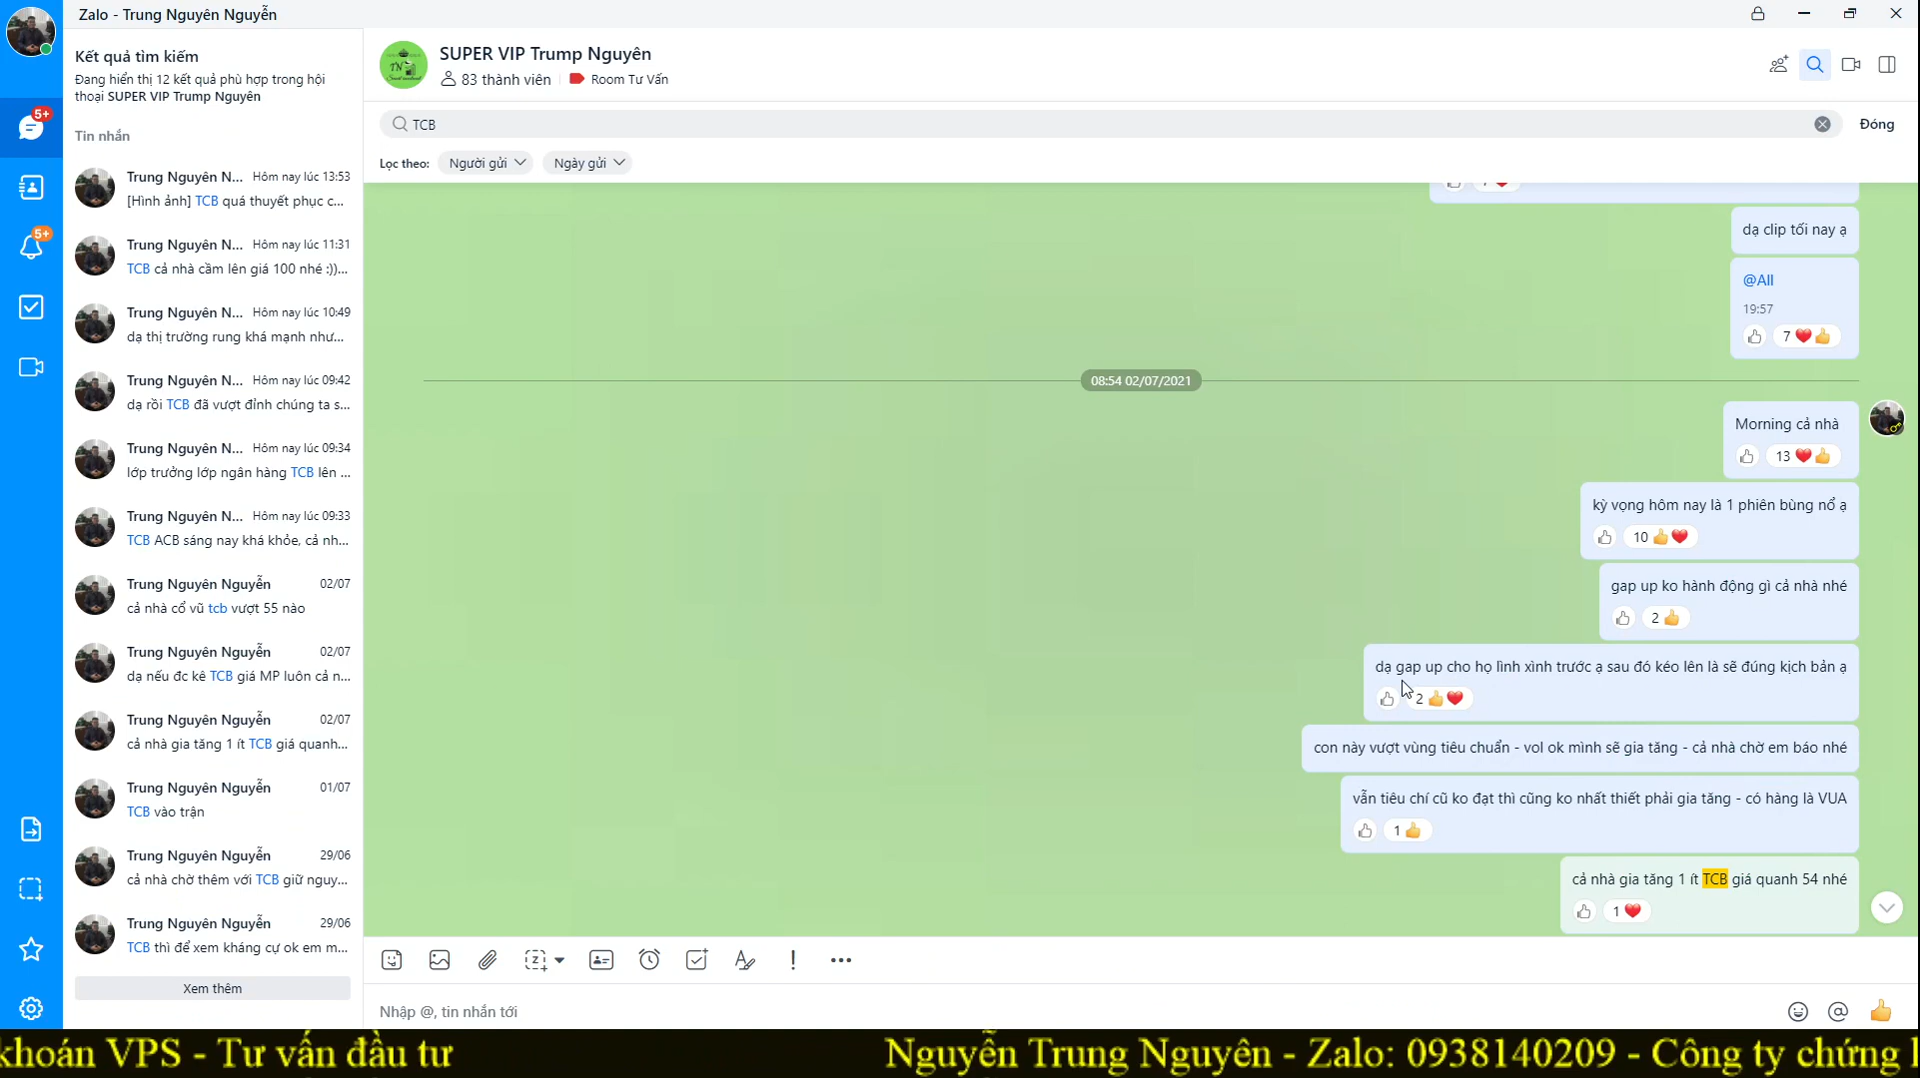 Zalo - Trung Nguyên Nguyễn
Kết quả tìm kiếm
Đang hiển thị 12 kết quả phù hợp trong hội
thoại SUPER VIP Trump Nguyên
Tin nhắn
Trung Nguyên N... Hôm nay lúc 13:53
[Hình ảnh] TCB quá thuyết phục c...
Trung Nguyên N... Hôm nay lúc 11:31
TCB cả nhà cầm lên giá 100 nhé :))...
Trung Nguyên N... Hôm nay lúc 10:49
dạ thị trường rung khá mạnh như...
Trung Nguyên N... Hôm nay lúc 09:42
dạ rồi TCB đã vượt đỉnh chúng ta s...
Trung Nguyên N... Hôm nay lúc 09:34
lớp trưởng lớp ngân hàng TCB lên ...
Trung Nguyên N... Hôm nay lúc 09:33
TCB ACB sáng nay khá khỏe, cả nh...
Trung Nguyên Nguyễn 02/07
cả nhà cổ vũ tcb vượt 55 nào
Trung Nguyên Nguyễn 02/07
dạ nếu đc kê TCB giá MP luôn cả n...
Trung Nguyên Nguyễn 02/07
cả nhà gia tăng 1 ít TCB giá quanh...
Trung Nguyên Nguyễn 01/07
TCB vào trận
Trung Nguyên Nguyễn 29/06
cả nhà chờ thêm với TCB giữ nguy...
Trung Nguyên Nguyễn 29/06
TCB thì để xem kháng cự ok em m...
Xem thêm
5+
5+
SUPER VIP Trump Nguyên
83 thành viên Room Tư Vấn
TCB
Đóng
Lọc theo: Người gửi Ngày gửi
dạ clip tối nay ạ
@All
19:57
7
08:54 02/07/2021
Morning cả nhà
13
kỳ vọng hôm nay là 1 phiên bùng nổ ạ
10
gap up ko hành động gì cả nhà nhé
2
dạ gap up cho họ lình xình trước ạ sau đó kéo lên là sẽ đúng kịch bản ạ
2
con này vượt vùng tiêu chuẩn - vol ok mình sẽ gia tăng - cả nhà chờ em báo nhé
vẫn tiêu chí cũ ko đạt thì cũng ko nhất thiết phải gia tăng - có hàng là VUA
1
cả nhà gia tăng 1 ít TCB giá quanh 54 nhé
1
Nhập @, tin nhắn tới
khoán VPS - Tư vấn đầu tư Nguyễn Trung Nguyên - Zalo: 0938140209 - Công ty chứng